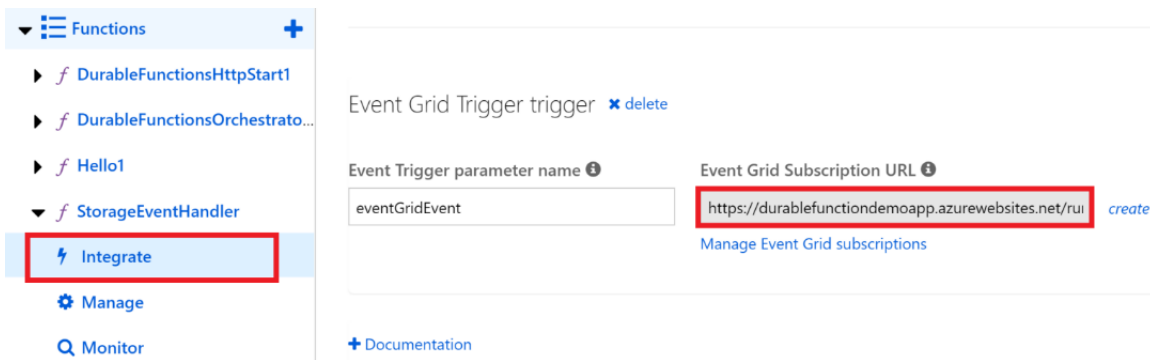 Functions
DurableFunctionsHttpStart1
DurableFunctionsOrchestrato...
Hello1
StorageEventHandler
Integrate
Manage
Monitor
Event Grid Trigger trigger × delete
Event Trigger parameter name
eventGridEvent
Event Grid Subscription URL
https://durablefunctiondemoapp.azurewebsites.net/ru
create
Manage Event Grid subscriptions
+ Documentation